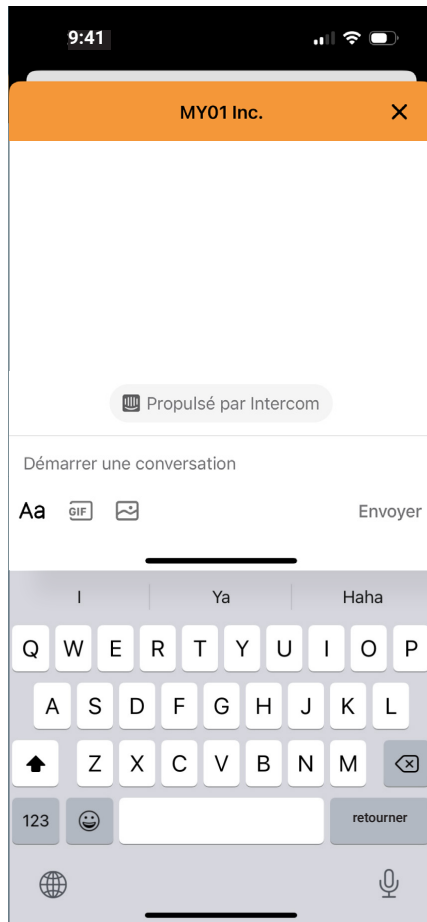 9:41
MY01 Inc.
Propulsé par Intercom
Démarrer une conversation
Aa GIF Envoyer
I Ya Haha
Q W E R T Y U I O P
A S D F G H J K L
Z X C V B N M
123 retourner